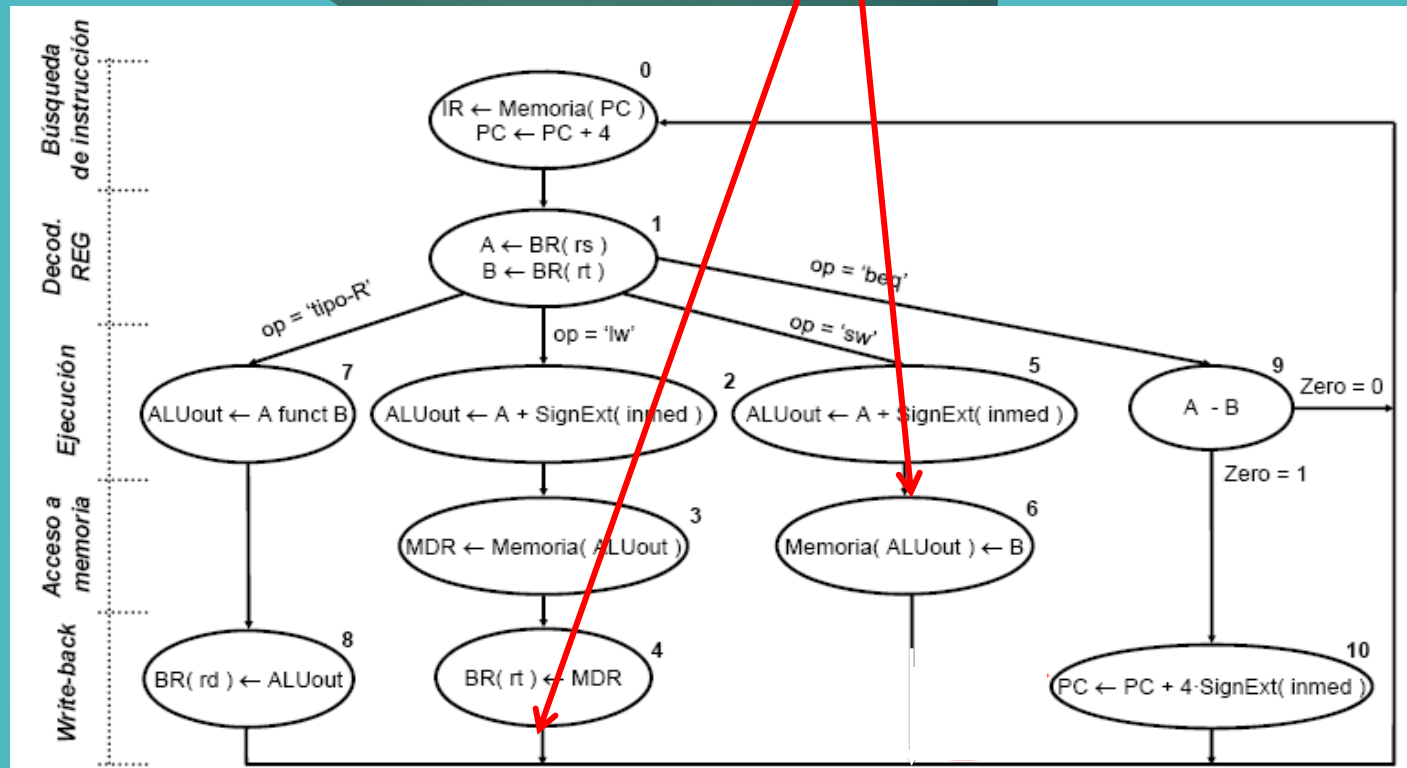 Búsqueda
de instrucción
0
IR ← Memoria( PC )
PC ← PC + 4
Decod.
REG
1
A ← BR( rs )
B ← BR( rt )
op = ‘tipo-R’
op = ‘lw’
op = ‘sw’
op = ‘beq’
Ejecución
7
ALUout ← A funct B
2
ALUout ← A + SignExt( inmed )
5
ALUout ← A + SignExt( inmed )
9
A - B
Zero = 0
Zero = 1
Acceso a
memoria
3
MDR ← Memoria( ALUout )
6
Memoria( ALUout ) ← B
Write-back
8
BR( rd ) ← ALUout
4
BR( rt ) ← MDR
10
PC ← PC + 4·SignExt( inmed )